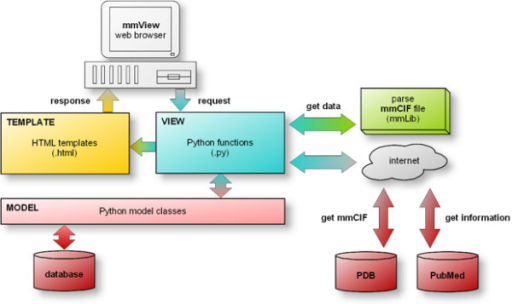 mmView
web browser
response
request
get data
parse
mmCIF file
(mmLib)
TEMPLATE
HTML templates
(.html)
VIEW
Python functions
(.py)
internet
MODEL
Python model classes
get mmCIF
get information
database
PDB
PubMed